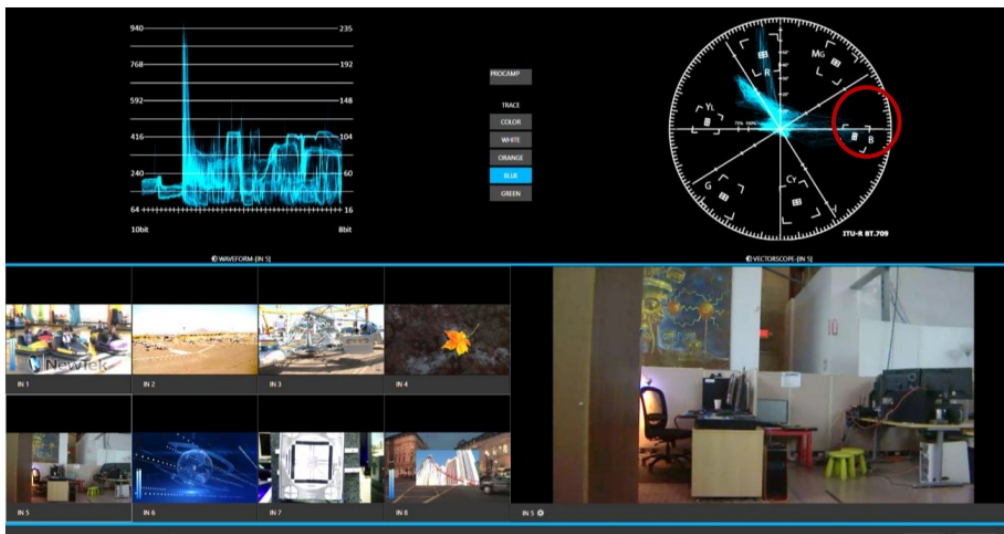 940
235
768
192
592
148
416
104
240
60
64
16
10bit
8bit
WAVEFORM-[IN 5]
PROCAMP
TRACE
COLOR
WHITE
ORANGE
BLUE
GREEN
R
MG
YL
B
G
CY
75% 100%
ITU-R BT.709
VECTORSCOPE-[IN 5]
NewTek
IN 1
IN 2
IN 3
IN 4
IN 5
IN 6
IN 7
IN 8
IN 5